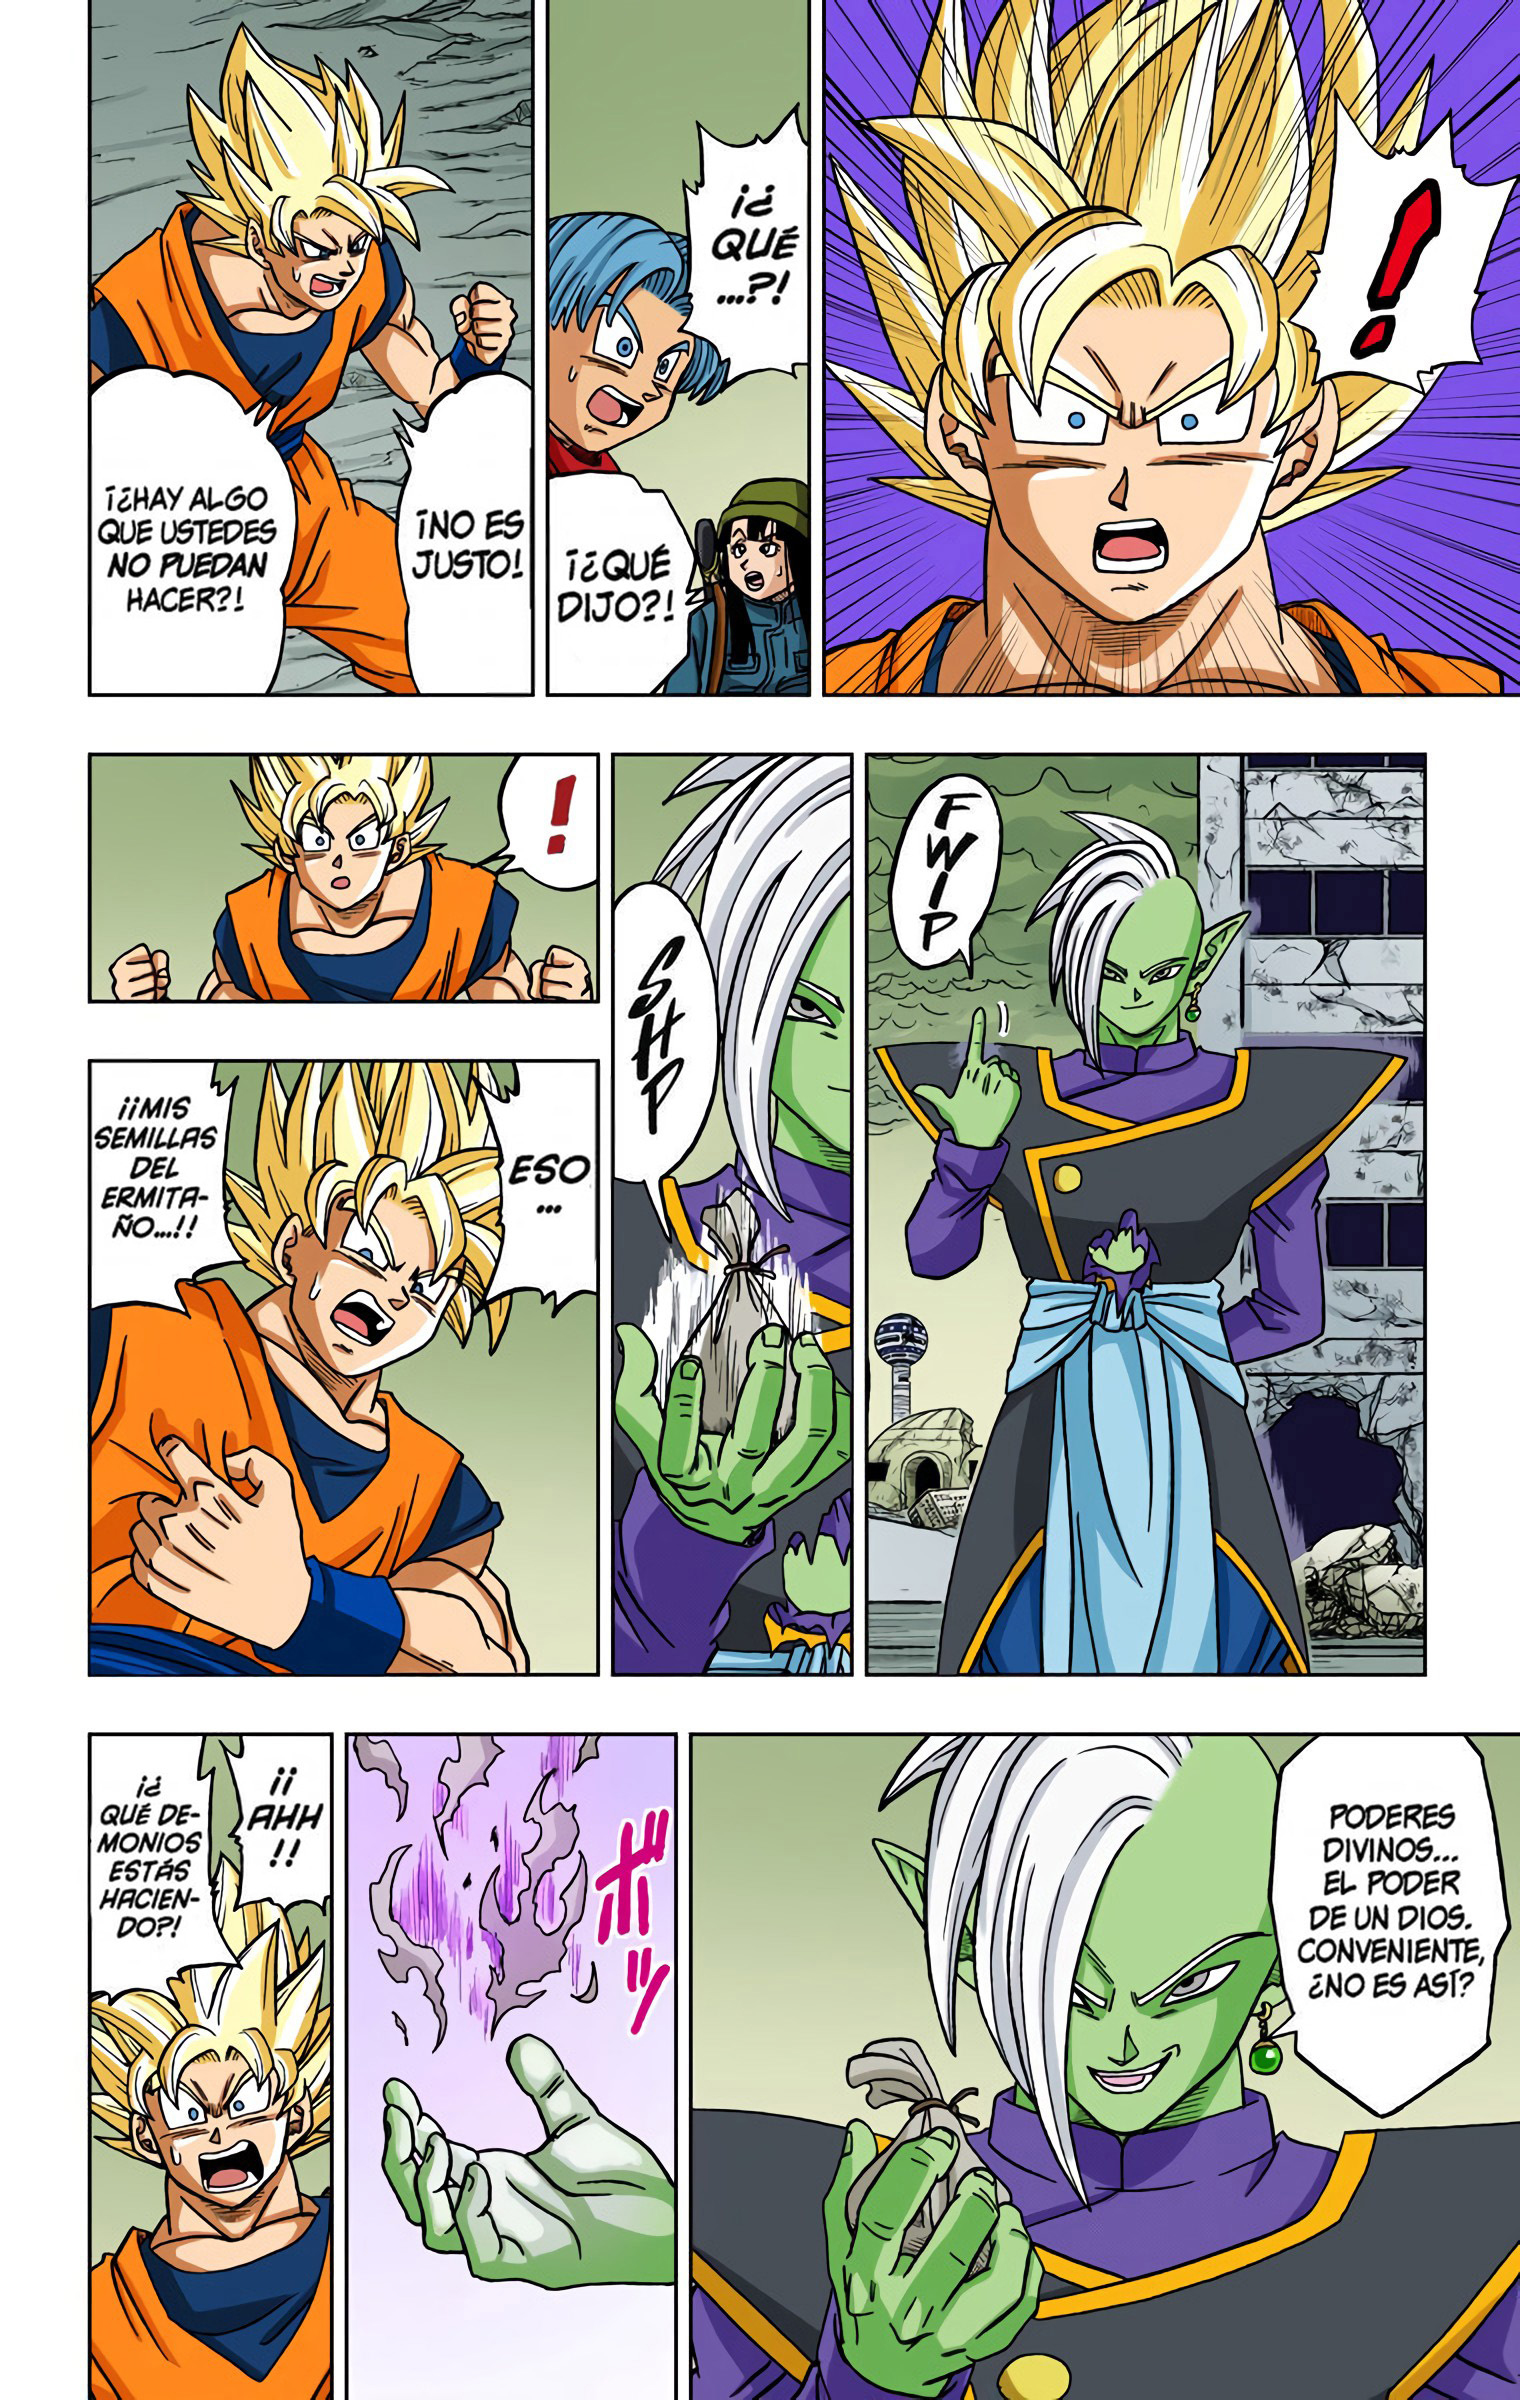 !
¡¿
QUÉ
...?!
¡¿QUÉ
DIJO?!
¡NO ES
JUSTO!
¡¿HAY ALGO
QUE USTEDES
NO PUEDAN
HACER?!
FWIP
SHP
!
ESO
...
¡¡MIS
SEMILLAS
DEL
ERMITA-
ÑO...!!
PODERES
DIVINOS...
EL PODER
DE UN DIOS.
CONVENIENTE,
¿NO ES ASÍ?
ボッ
¡¡
AHH
!!
¡¿
QUÉ DE-
MONIOS
ESTÁS
HACIEN-
DO?!